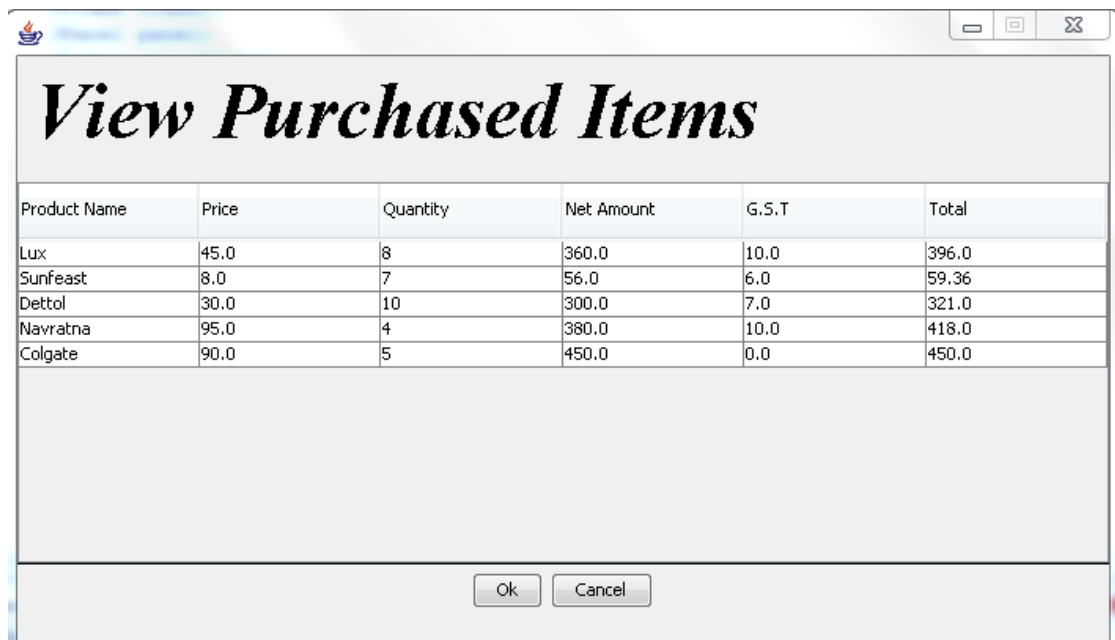 View Purchased Items
Product Name Price Quantity Net Amount G.S.T Total
Lux 45.0 8 360.0 10.0 396.0
Sunfeast 8.0 7 56.0 6.0 59.36
Dettol 30.0 10 300.0 7.0 321.0
Navratna 95.0 4 380.0 10.0 418.0
Colgate 90.0 5 450.0 0.0 450.0
Ok Cancel